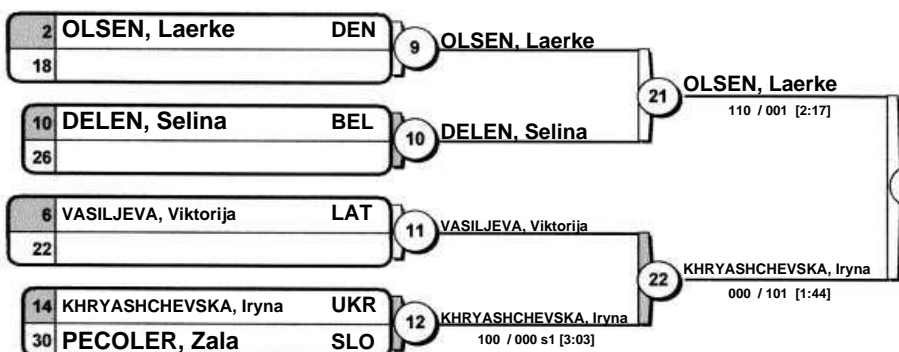 2 OLSEN, Laerke DEN
18
9 OLSEN, Laerke
10 DELEN, Selina BEL
26
10 DELEN, Selina
21 OLSEN, Laerke
110 / 001 [2:17]
6 VASILJEVA, Viktorija LAT
22
11 VASILJEVA, Viktorija
14 KHRYASHCHEVSKA, Iryna UKR
30 PECOLER, Zala SLO
12 KHRYASHCHEVSKA, Iryna
100 / 000 s1 [3:03]
22 KHRYASHCHEVSKA, Iryna
000 / 101 [1:44]